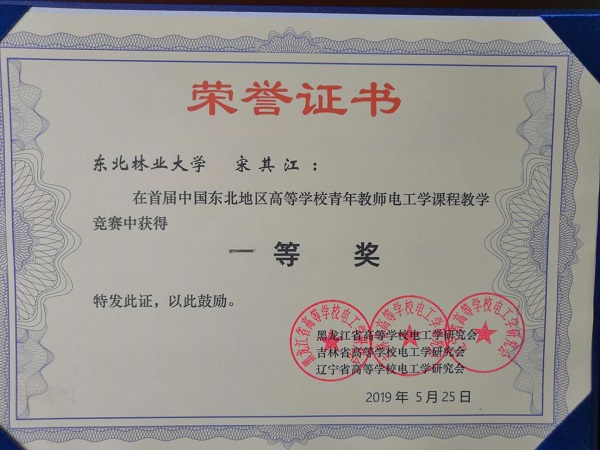 荣誉证书
东北林业大学 宋其江：
在首届中国东北地区高等学校青年教师电工学课程教学
竞赛中获得
一等奖
特发此证，以此鼓励。
黑龙江省高等学校电工学研究会
吉林省高等学校电工学研究会
辽宁省高等学校电工学研究会
2019 年 5 月 25 日